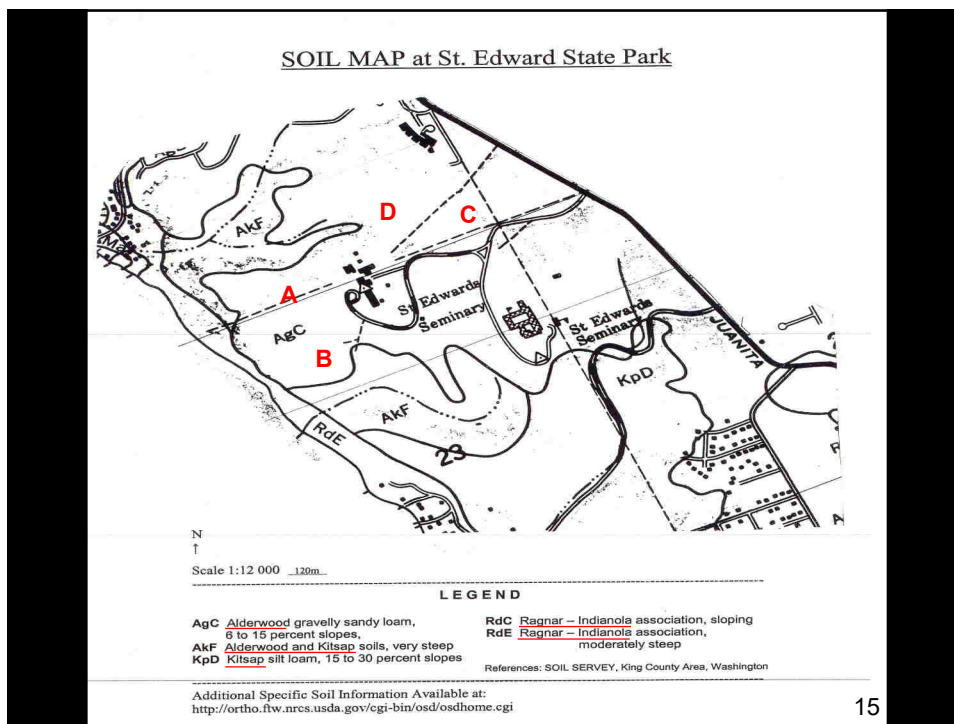 SOIL MAP at St. Edward State Park
D
C
AkF
A
St Edwards
Seminary
St Edwards
Seminary
AgC
B
JUANITA
KpD
AkF
RdE
23
N
↑
Scale 1:12 000 120m
LEGEND
AgC Alderwood gravelly sandy loam,
6 to 15 percent slopes,
AkF Alderwood and Kitsap soils, very steep
KpD Kitsap silt loam, 15 to 30 percent slopes
RdC Ragnar – Indianola association, sloping
RdE Ragnar – Indianola association,
moderately steep
References: SOIL SURVEY, King County Area, Washington
Additional Specific Soil Information Available at:
http://ortho.ftw.nrcs.usda.gov/cgi-bin/osd/osdhome.cgi
15